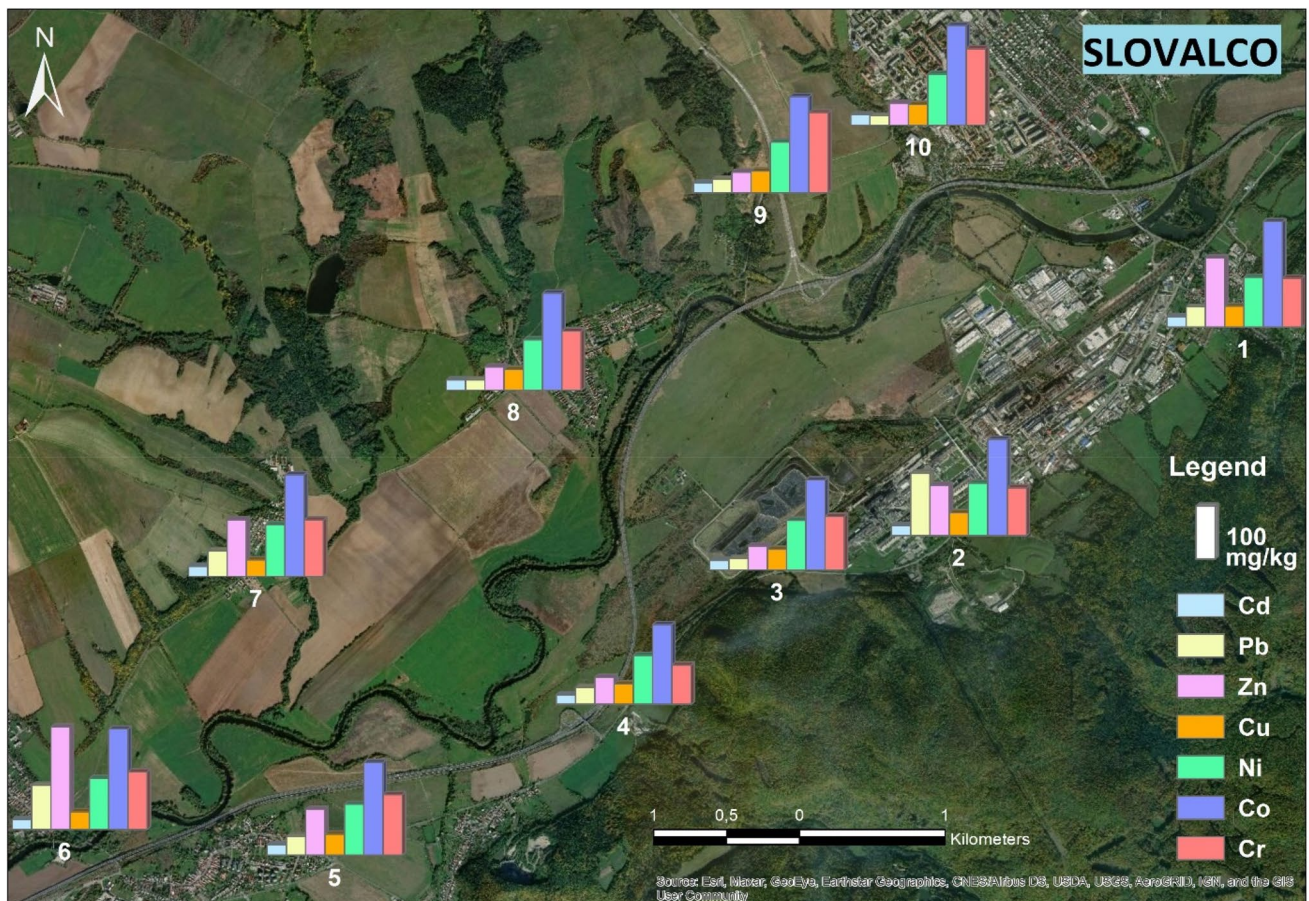 N
SLOVALCO
10
9
1
8
Legend
100
mg/kg
2
3
7
Cd
Pb
Zn
4
Cu
Ni
1 0,5 0 1
Co
Kilometers
6
5
Cr
Source: Esri, Maxar, GeoEye, Earthstar Geographics, CNES/Airbus DS, USDA, USGS, AeroGRID, IGN, and the GIS
User Community